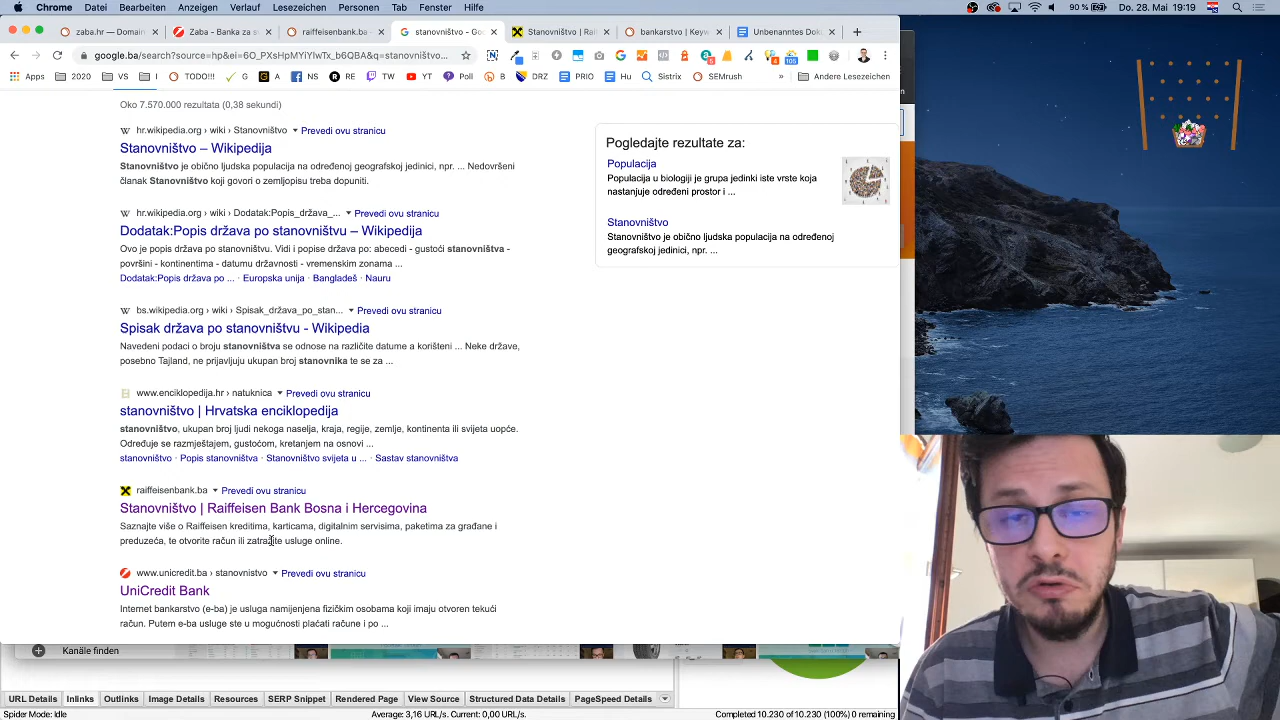 Chrome Datei Bearbeiten Anzeigen Verlauf Lesezeichen Personen Tab Fenster Hilfe
90 % Do. 28. Mai 19:19
zaba.hr — Domain
Zaba - Banka za s
raiffeisenbank.ba -
stanovništvo - Go
Stanovništvo | Rai
bankarstvo | Keyw
Unbenanntes Dok
google.com/search?source=hp&ei=6O_PXsHpMYiYlwTx_b6QBA&q=stanovništvo...
Apps 2020 VS I TODO!!! G A NS RE TW YT Poll B DRZ PRIO Hu Sistrix SEMrush » Andere Lesezeichen
Oko 7.570.000 rezultata (0,38 sekundi)
hr.wikipedia.org › wiki › Stanovništvo ▾ Prevedi ovu stranicu
Stanovništvo – Wikipedia
Stanovništvo je obično ljudska populacija na određenoj geografskoj jedinici, npr. ... Nedovršeni
članak Stanovništvo koji govori o zemljopisu treba dopuniti.
hr.wikipedia.org › wiki › Dodatak:Popis_država_... ▾ Prevedi ovu stranicu
Dodatak:Popis država po stanovništvu – Wikipedia
Ovo je popis država po stanovništvu. Vidi i popise država po: abecedi - gustoći stanovništva -
površini - kontinentima - datumu državnosti - vremenskim zonama ...
Dodatak:Popis država po ... · Europska unija · Bangladeš · Nauru
bs.wikipedia.org › wiki › Spisak_država_po_stan... ▾ Prevedi ovu stranicu
Spisak država po stanovništvu - Wikipedia
Navedeni podaci o broju stanovništva se odnose na različite datume a korišteni ... Neke države,
posebno Tajland, ne prijavljuju ukupan broj stanovnika te se za ...
www.enciklopedija.hr › natuknica ▾ Prevedi ovu stranicu
stanovništvo | Hrvatska enciklopedija
stanovništvo, ukupan broj ljudi nekoga naselja, kraja, regije, zemlje, kontinenta ili svijeta uopće.
Određuje se razmještajem, gustoćom, kretanjem na osnovi ...
stanovništvo · Popis stanovništva · Stanovništvo svijeta u ... · Sastav stanovništva
raiffeisenbank.ba ▾ Prevedi ovu stranicu
Stanovništvo | Raiffeisen Bank Bosna i Hercegovina
Saznajte više o Raiffeisen kreditima, karticama, digitalnim servisima, paketima za građane i
preduzeća, te otvorite račun ili zatražite usluge online.
www.unicredit.ba › stanovnistvo ▾ Prevedi ovu stranicu
UniCredit Bank
Internet bankarstvo (e-ba) je usluga namijenjena fizičkim osobama koji imaju otvoren tekući
račun. Putem e-ba usluge ste u mogućnosti plaćati račune i po ...
Pogledajte rezultate za:
Populacija
Populacija u biologiji je grupa jedinki iste vrste koja
nastanjuje određeni prostor i ...
Stanovništvo
Stanovništvo je obično ljudska populacija na određenoj
geografskoj jedinici, npr. ...
Kanäle finden
URL Details Inlinks Outlinks Image Details Resources SERP Snippet Rendered Page View Source Structured Data Details PageSpeed Details
Spider Mode: Idle
Average: 3,16 URL/s. Current: 0,00 URL/s.
Completed 10.230 of 10.230 (100%) 0 remaining